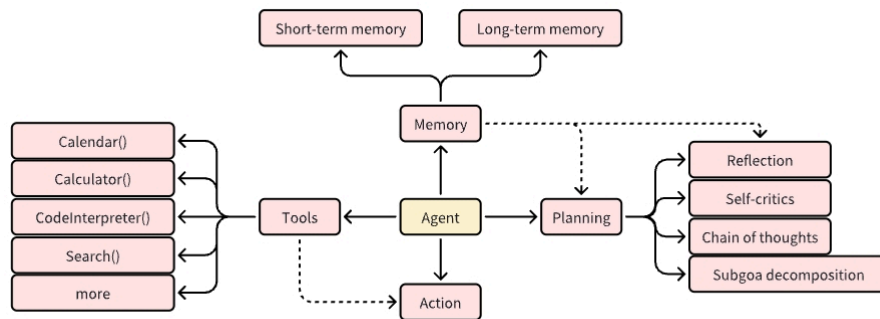 Short-term memory
Long-term memory
Memory
Calendar()
Calculator()
CodeInterpreter()
Search()
more
Tools
Agent
Planning
Action
Reflection
Self-critics
Chain of thoughts
Subgoa decomposition